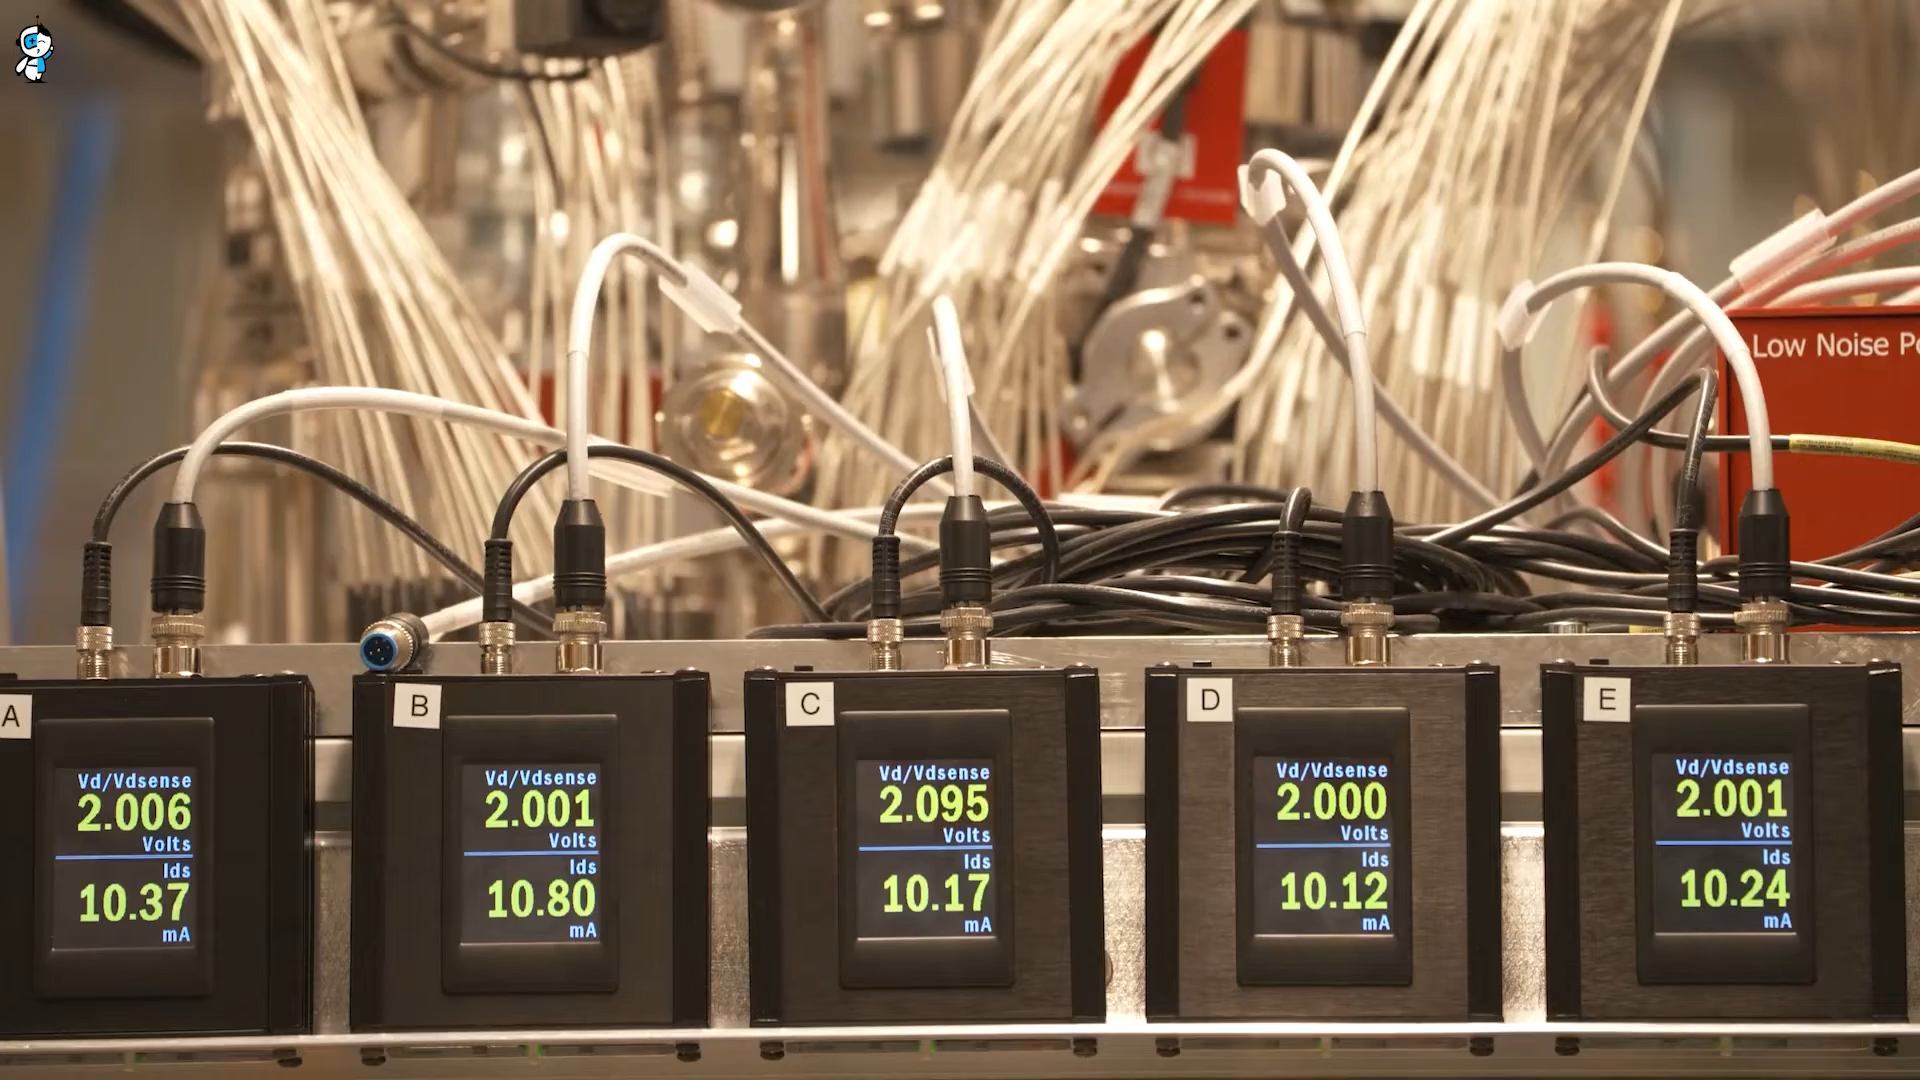 Low Noise
A
Vd/Vdsense
2.006
Volts
Ids
10.37
mA
B
Vd/Vdsense
2.001
Volts
Ids
10.80
mA
C
Vd/Vdsense
2.095
Volts
Ids
10.17
mA
D
Vd/Vdsense
2.000
Volts
Ids
10.12
mA
E
Vd/Vdsense
2.001
Volts
Ids
10.24
mA